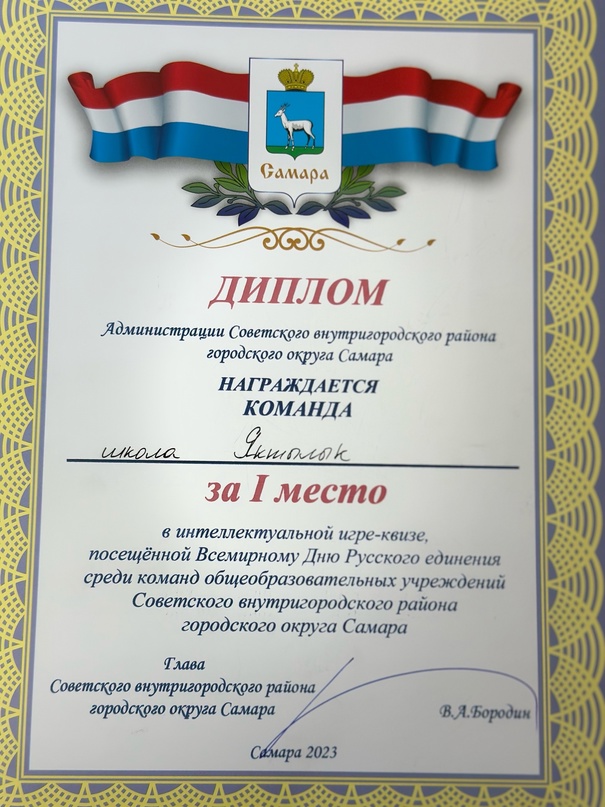 Самара
ДИПЛОМ
Администрации Советского внутригородского района
городского округа Самара
НАГРАЖДАЕТСЯ
КОМАНДА
школа Яктылык
за I место
в интеллектуальной игре-квизе,
посещённой Всемирному Дню Русского единения
среди команд общеобразовательных учреждений
Советского внутригородского района
городского округа Самара
Глава
Советского внутригородского района
городского округа Самара
В.А.Бородин
Самара 2023